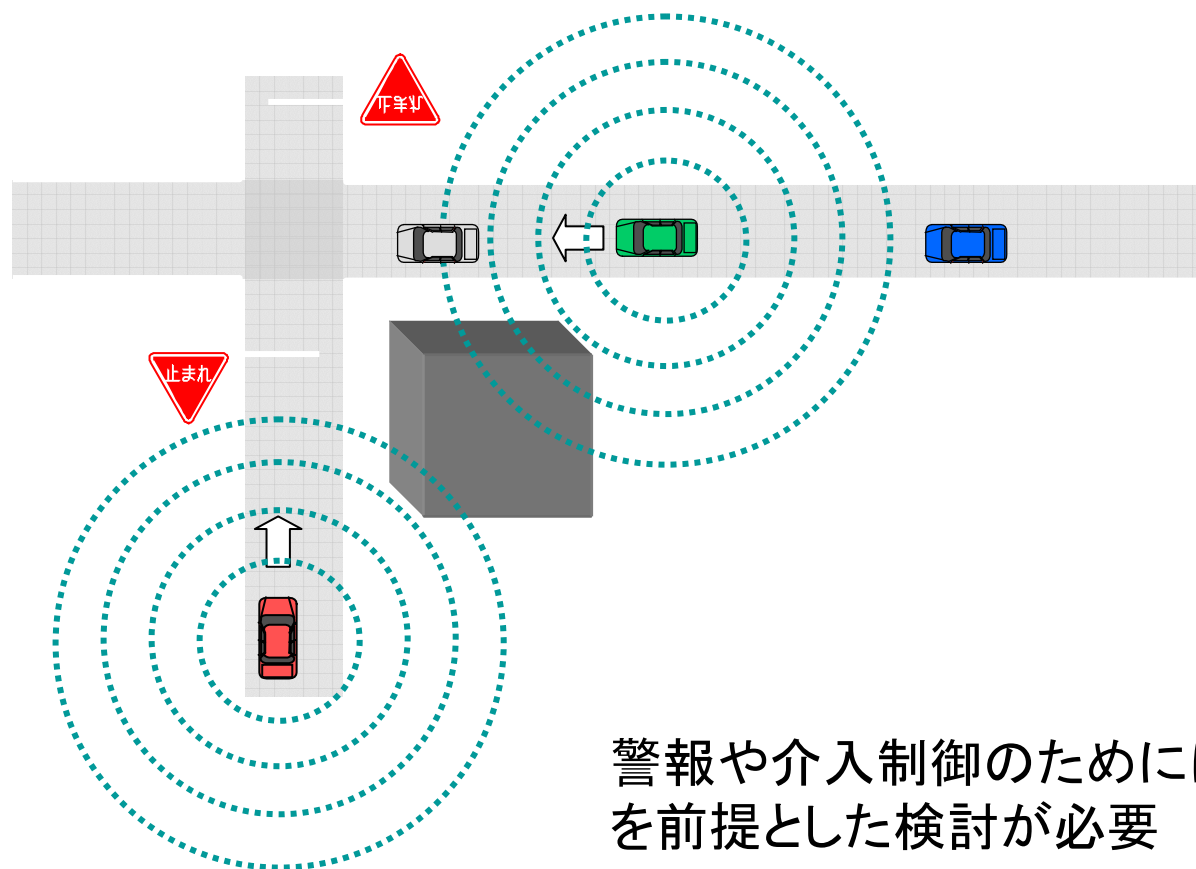 止まれ
止まれ
警報や介入制御のためには
を前提とした検討が必要